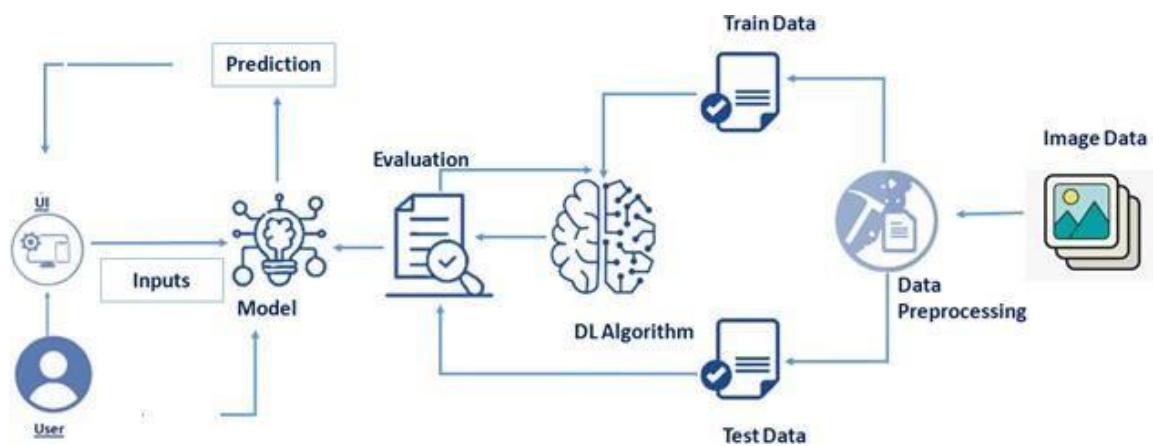 Train Data
Prediction
Image Data
Evaluation
UI
Inputs
Model
DL Algorithm
Data
Preprocessing
User
Test Data